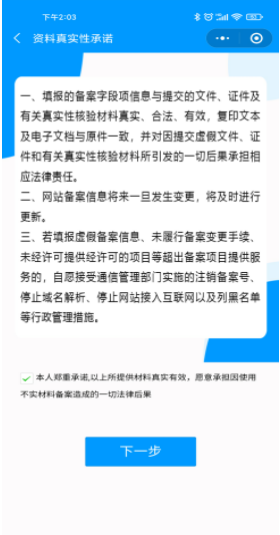 下午2:03
资料真实性承诺
一、填报的备案字段项信息与提交的文件、证件及
有关真实性核验材料真实、合法、有效，复印文本
及电子文档与原件一致，并对因提交虚假文件、证
件和有关真实性核验材料所引发的一切后果承担相
应法律责任。
二、网站备案信息将来一旦发生变更，将及时进行
更新。
三、若填报虚假备案信息、未履行备案变更手续、
未经许可提供经许可的项目等超出备案项目提供服
务的，自愿接受通信管理部门实施的注销备案号、
停止域名解析、停止网站接入互联网以及列黑名单
等行政管理措施。
本人郑重承诺,以上所提供材料真实有效，愿意承担因使用
不实材料备案造成的一切法律后果
下一步